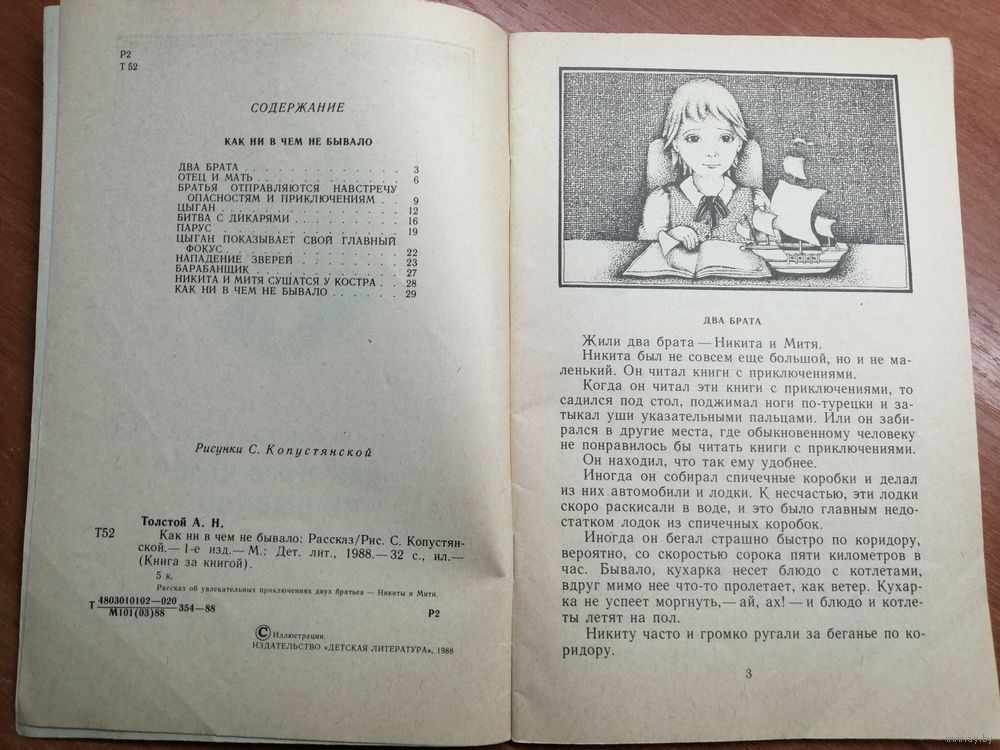 Р2
Т 52
СОДЕРЖАНИЕ
КАК НИ В ЧЕМ НЕ БЫВАЛО
ДВА БРАТА . . . . . . . . . . . . 3
ОТЕЦ И МАТЬ . . . . . . . . . . . 6
БРАТЬЯ ОТПРАВЛЯЮТСЯ НАВСТРЕЧУ
ОПАСНОСТЯМ И ПРИКЛЮЧЕНИЯМ . . 9
ЦЫГАН . . . . . . . . . . . . . . 12
БИТВА С ДИКАРЯМИ . . . . . . . . 16
ПАРУС . . . . . . . . . . . . . . 19
ЦЫГАН ПОКАЗЫВАЕТ СВОЙ ГЛАВНЫЙ
ФОКУС . . . . . . . . . . . . . 22
НАПАДЕНИЕ ЗВЕРЕЙ . . . . . . . . 23
БАРАБАНЩИК . . . . . . . . . . . 27
НИКИТА И МИТЯ СУШАТСЯ У КОСТРА . . 28
КАК НИ В ЧЕМ НЕ БЫВАЛО . . . . . . 29
Рисунки С. Копустянской
Толстой А. Н.
Т52 Как ни в чем не бывало: Рассказ/Рис. С. Копустян-
ской.— 1-е изд.— М.: Дет. лит., 1988.— 32 с., ил.—
(Книга за книгой).
5 к.
Рассказ об увлекательных приключениях двух братьев — Никиты и Мити.
Т 4803010102—020 354—88
М101(03)88
Р2
© Иллюстрации.
ИЗДАТЕЛЬСТВО «ДЕТСКАЯ ЛИТЕРАТУРА», 1988
ДВА БРАТА
Жили два брата — Никита и Митя.
Никита был не совсем еще большой, но и не ма-
ленький. Он читал книги с приключениями.
Когда он читал эти книги с приключениями, то
садился под стол, поджимал ноги по-турецки и за-
тыкал уши указательными пальцами. Или он заби-
рался в другие места, где обыкновенному человеку
не понравилось бы читать книги с приключениями.
Он находил, что так ему удобнее.
Иногда он собирал спичечные коробки и делал
из них автомобили и лодки. К несчастью, эти лодки
скоро раскисали в воде, и это было главным недо-
статком лодок из спичечных коробок.
Иногда он бегал страшно быстро по коридору,
вероятно, со скоростью сорока пяти километров в
час. Бывало, кухарка несет блюдо с котлетами,
вдруг мимо нее что-то пролетает, как ветер. Кухар-
ка не успеет моргнуть,— ай, ах! — и блюдо и котле-
ты летят на пол.
Никиту часто и громко ругали за беганье по ко-
ридору.
3